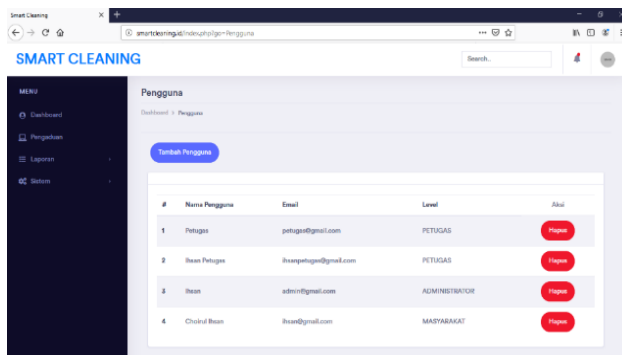 Smart Cleaning
smartcleaning.id/index.php?go=Pengguna
SMART CLEANING
Search..
MENU
Dashboard
Pengaduan
Laporan
Sistem
Pengguna
Dashboard > Pengguna
Tambah Pengguna
# Nama Pengguna Email Level Aksi
1 Petugas petugas@gmail.com PETUGAS Hapus
2 Ihsan Petugas ihsanpetugas@gmail.com PETUGAS Hapus
3 Ihsan admin@gmail.com ADMINISTRATOR Hapus
4 Choirul Ihsan ihsan@gmail.com MASYARAKAT Hapus